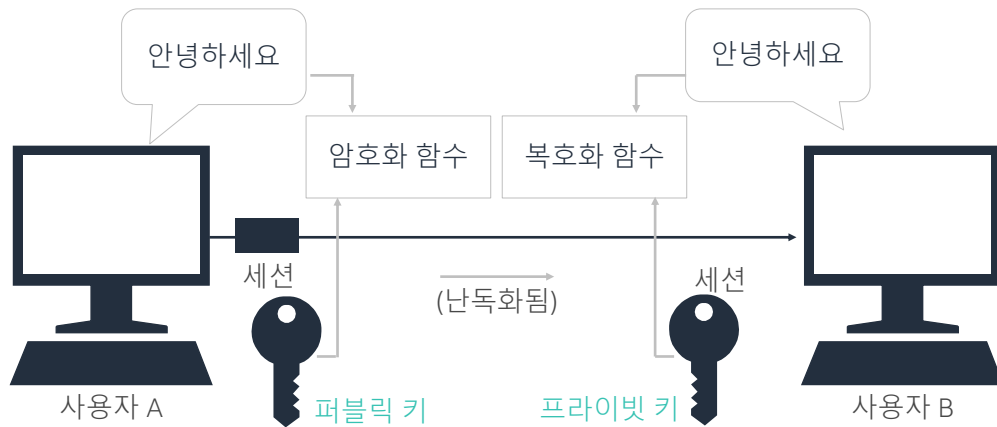 안녕하세요
안녕하세요
암호화 함수
복호화 함수
세션
세션
(난독화됨)
퍼블릭 키
프라이빗 키
사용자 A
사용자 B